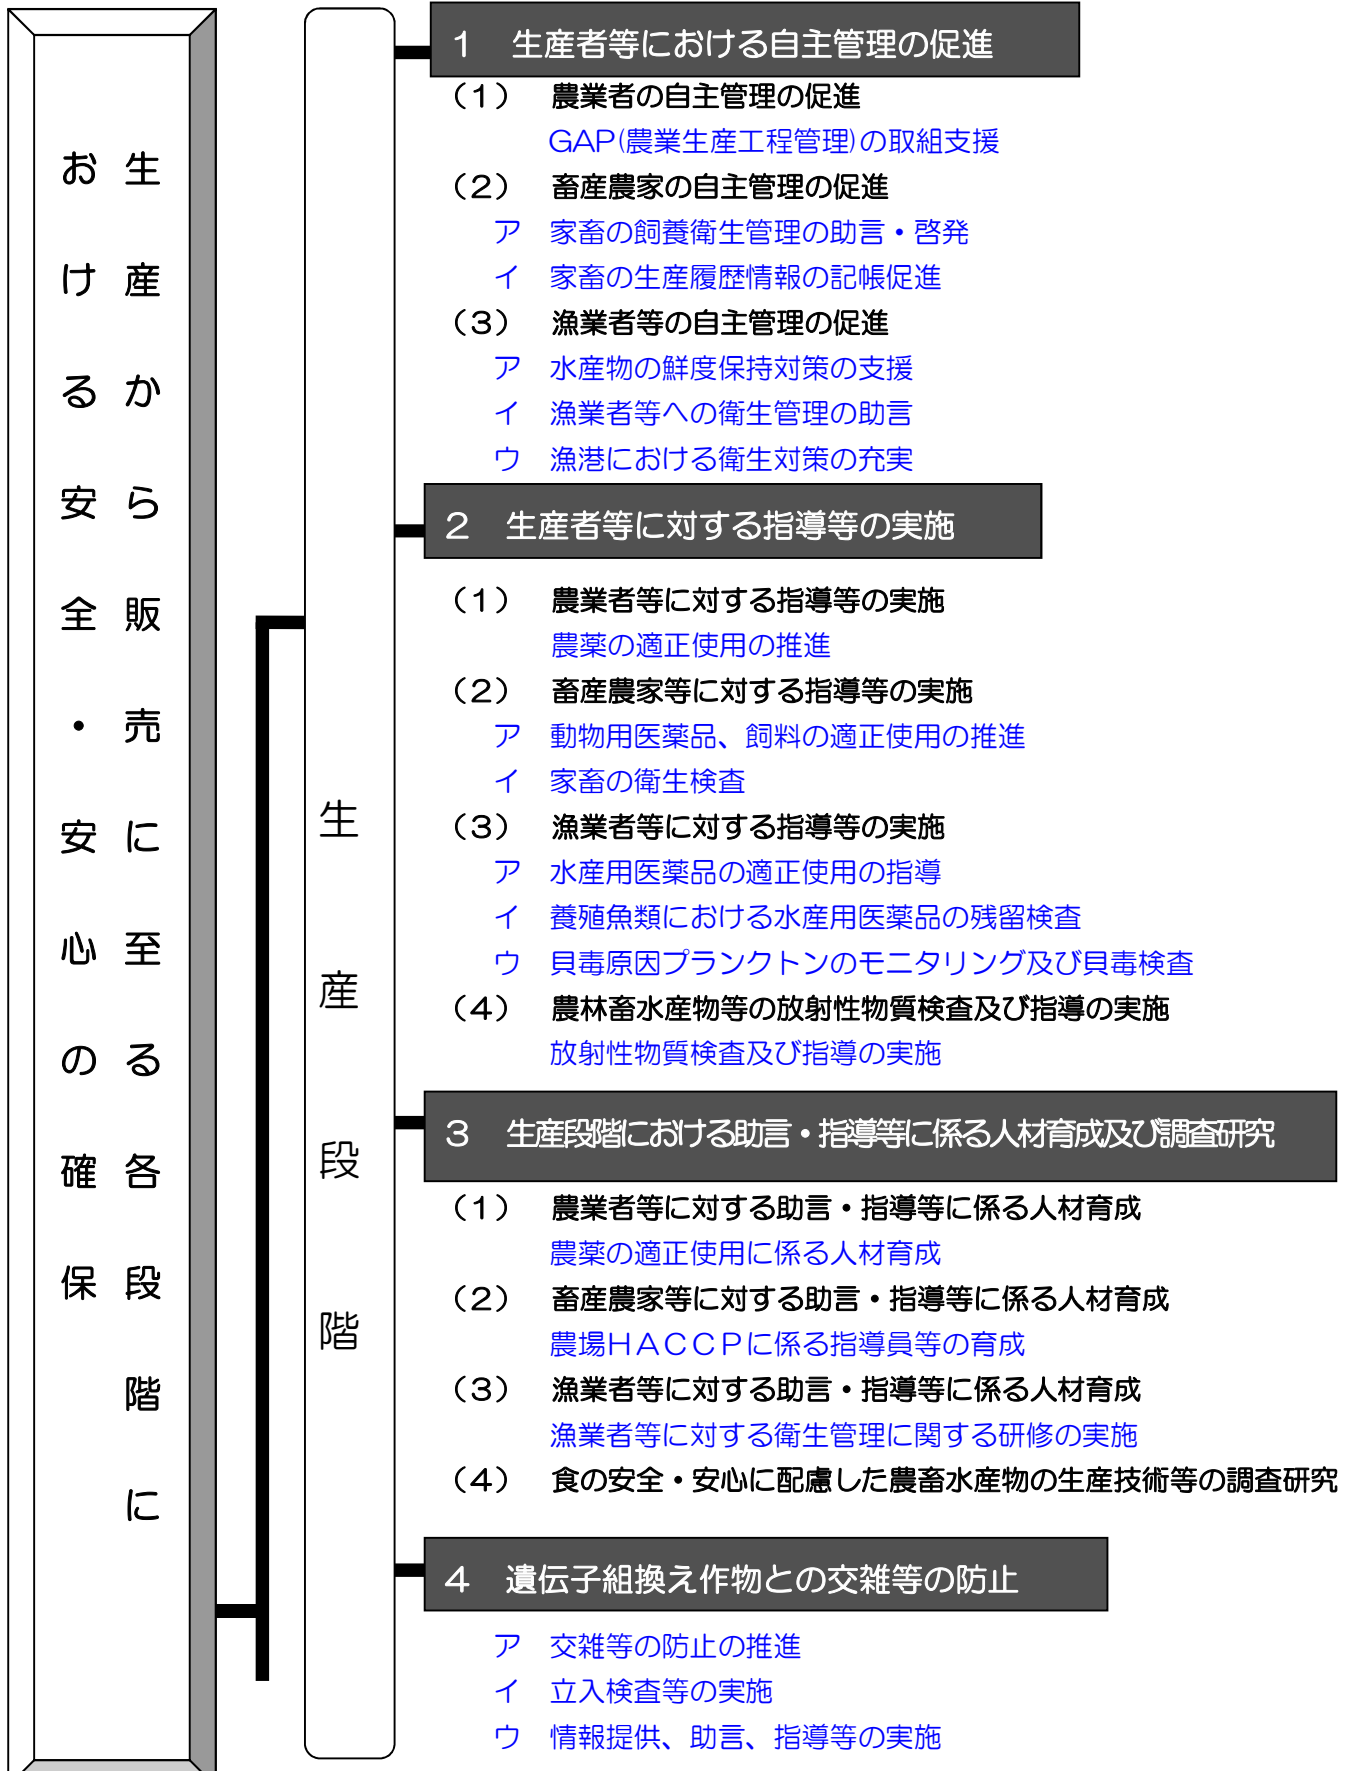 生産から販売に至る各段階に
おける安全・安心の確保
生産段階
１　生産者等における自主管理の促進
（１）　農業者の自主管理の促進
GAP(農業生産工程管理)の取組支援
（２）　畜産農家の自主管理の促進
ア　家畜の飼養衛生管理の助言・啓発
イ　家畜の生産履歴情報の記帳促進
（３）　漁業者等の自主管理の促進
ア　水産物の鮮度保持対策の支援
イ　漁業者等への衛生管理の助言
ウ　漁港における衛生対策の充実
２　生産者等に対する指導等の実施
（１）　農業者等に対する指導等の実施
農薬の適正使用の推進
（２）　畜産農家等に対する指導等の実施
ア　動物用医薬品、飼料の適正使用の推進
イ　家畜の衛生検査
（３）　漁業者等に対する指導等の実施
ア　水産用医薬品の適正使用の指導
イ　養殖魚類における水産用医薬品の残留検査
ウ　貝毒原因プランクトンのモニタリング及び貝毒検査
（４）　農林畜水産物等の放射性物質検査及び指導の実施
放射性物質検査及び指導の実施
３　生産段階における助言・指導等に係る人材育成及び調査研究
（１）　農業者等に対する助言・指導等に係る人材育成
農薬の適正使用に係る人材育成
（２）　畜産農家等に対する助言・指導等に係る人材育成
農場ＨＡＣＣＰに係る指導員等の育成
（３）　漁業者等に対する助言・指導等に係る人材育成
漁業者等に対する衛生管理に関する研修の実施
（４）　食の安全・安心に配慮した農畜水産物の生産技術等の調査研究
４　遺伝子組換え作物との交雑等の防止
ア　交雑等の防止の推進
イ　立入検査等の実施
ウ　情報提供、助言、指導等の実施